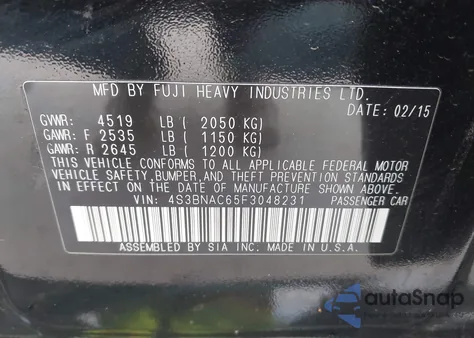 MFD BY FUJI HEAVY INDUSTRIES LTD.
DATE: 02/15
GVWR: 4519 LB ( 2050 KG)
GAWR: F 2535 LB ( 1150 KG)
GAWR: R 2645 LB ( 1200 KG)
THIS VEHICLE CONFORMS TO ALL APPLICABLE FEDERAL MOTOR
VEHICLE SAFETY, BUMPER, AND THEFT PREVENTION STANDARDS
IN EFFECT ON THE DATE OF MANUFACTURE SHOWN ABOVE.
VIN: 4S3BNAC65F3048231 PASSENGER CAR
ASSEMBLED BY SIA INC. MADE IN U.S.A.
autoSnap